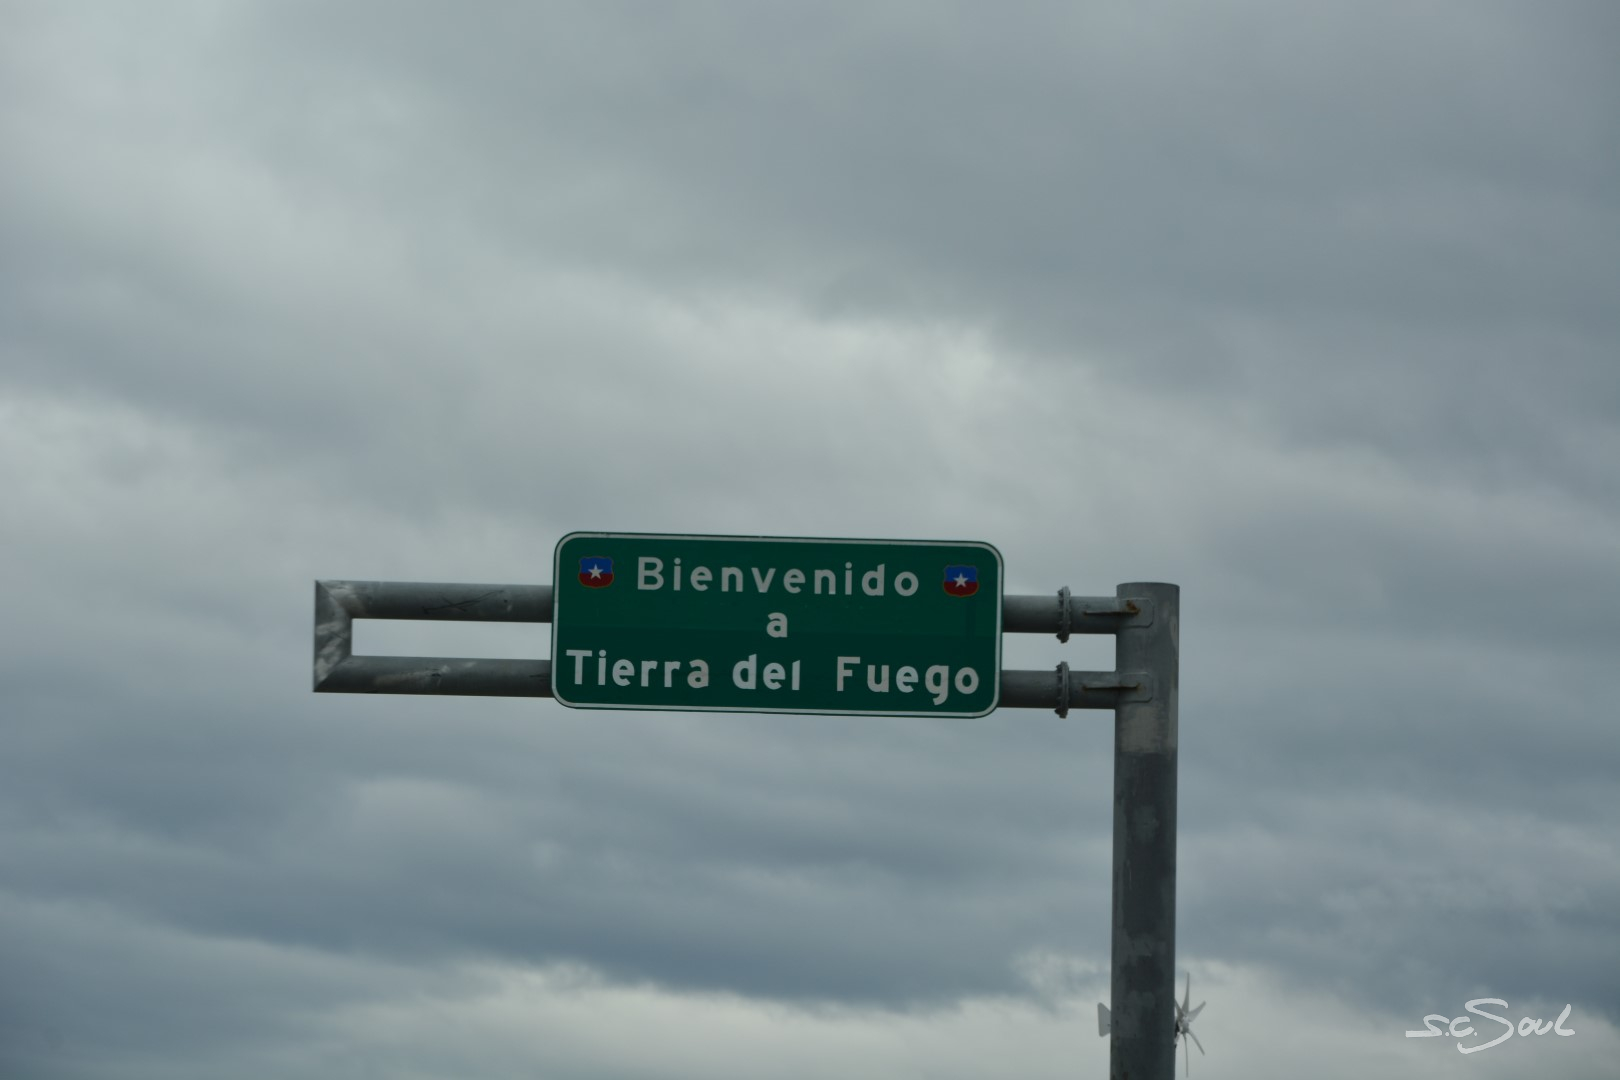 Bienvenido
a
Tierra del Fuego
s.c.Soul